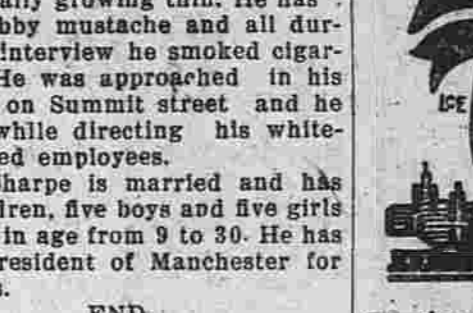 growing thin. He has
bby mustache and all dur-
interview he smoked cigar-
He was approached in his
on Summit street and he
while directing his white-
ed employees.
harpe is married and has
ldren, five boys and five girls
in age from 9 to 30. He has
resident of Manchester for
s.
END
ICE